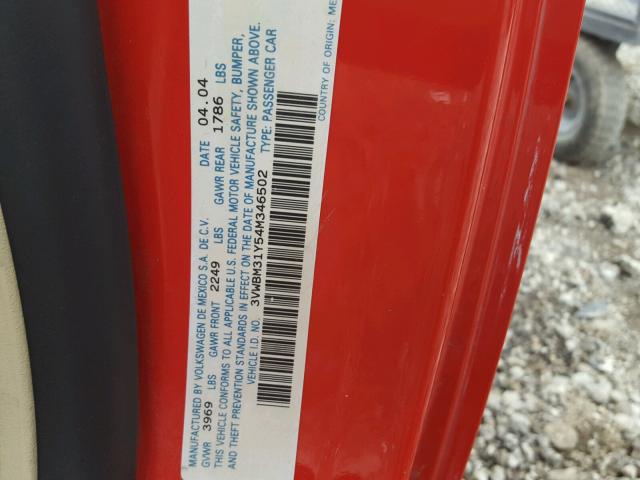 MANUFACTURED BY VOLKSWAGEN DE MEXICO S.A. DE C.V. DATE 04.04
GVWR 3969 LBS GAWR FRONT 2249 LBS GAWR REAR 1786 LBS
THIS VEHICLE CONFORMS TO ALL APPLICABLE U.S. FEDERAL MOTOR VEHICLE SAFETY, BUMPER,
AND THEFT PREVENTION STANDARDS IN EFFECT ON THE DATE OF MANUFACTURE SHOWN ABOVE.
VEHICLE I.D. NO. 3VWBM31Y54M346502 TYPE: PASSENGER CAR
COUNTRY OF ORIGIN: ME